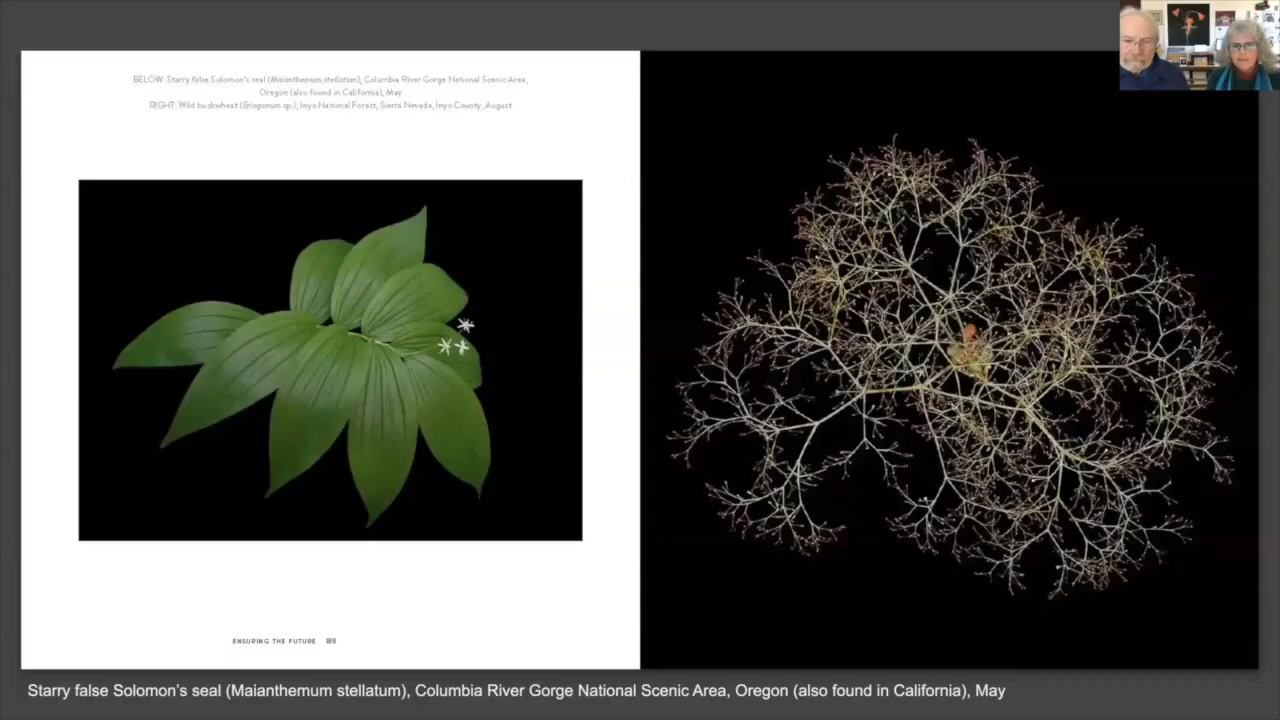 BELOW: Starry false Solomon's seal (Maianthemum stellatum), Columbia River Gorge National Scenic Area,
Oregon (also found in California), May
RIGHT: Wild buckwheat (Eriogonum sp.), Inyo National Forest, Sierra Nevada, Inyo County, August
ENSURING THE FUTURE 188
Starry false Solomon’s seal (Maianthemum stellatum), Columbia River Gorge National Scenic Area, Oregon (also found in California), May